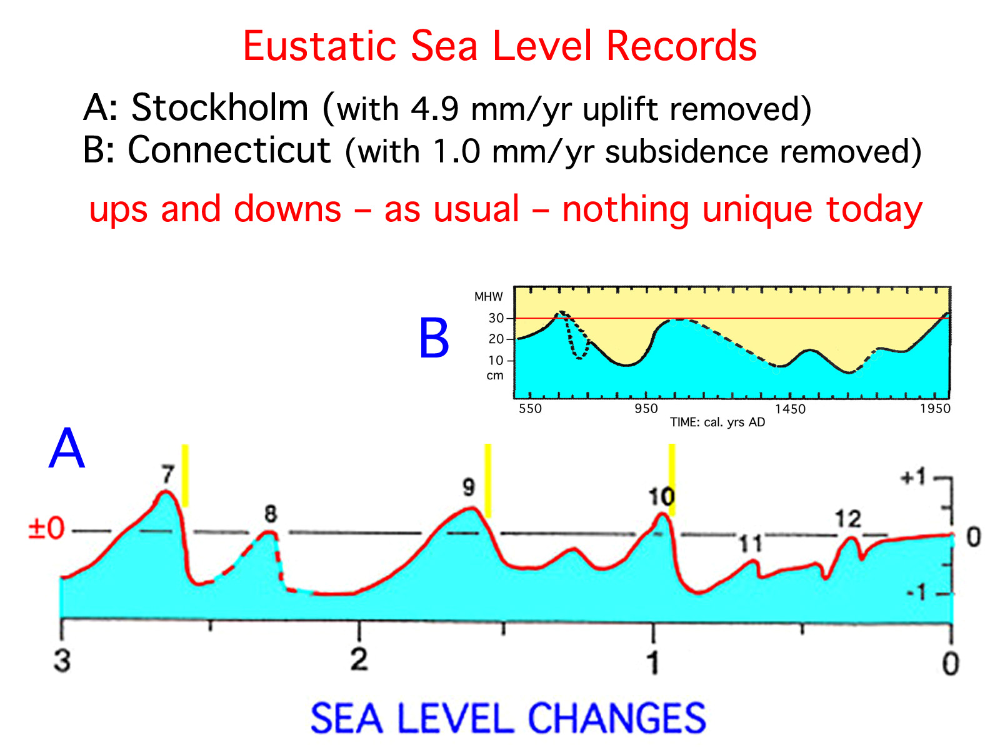 Eustatic Sea Level Records
A: Stockholm (with 4.9 mm/yr uplift removed)
B: Connecticut (with 1.0 mm/yr subsidence removed)
ups and downs – as usual – nothing unique today
B
MHW
30
20
10
cm
550 950 1450 1950
TIME: cal. yrs AD
A
7 8 9 10 11 12
+1
±0
0
-1
3 2 1 0
SEA LEVEL CHANGES